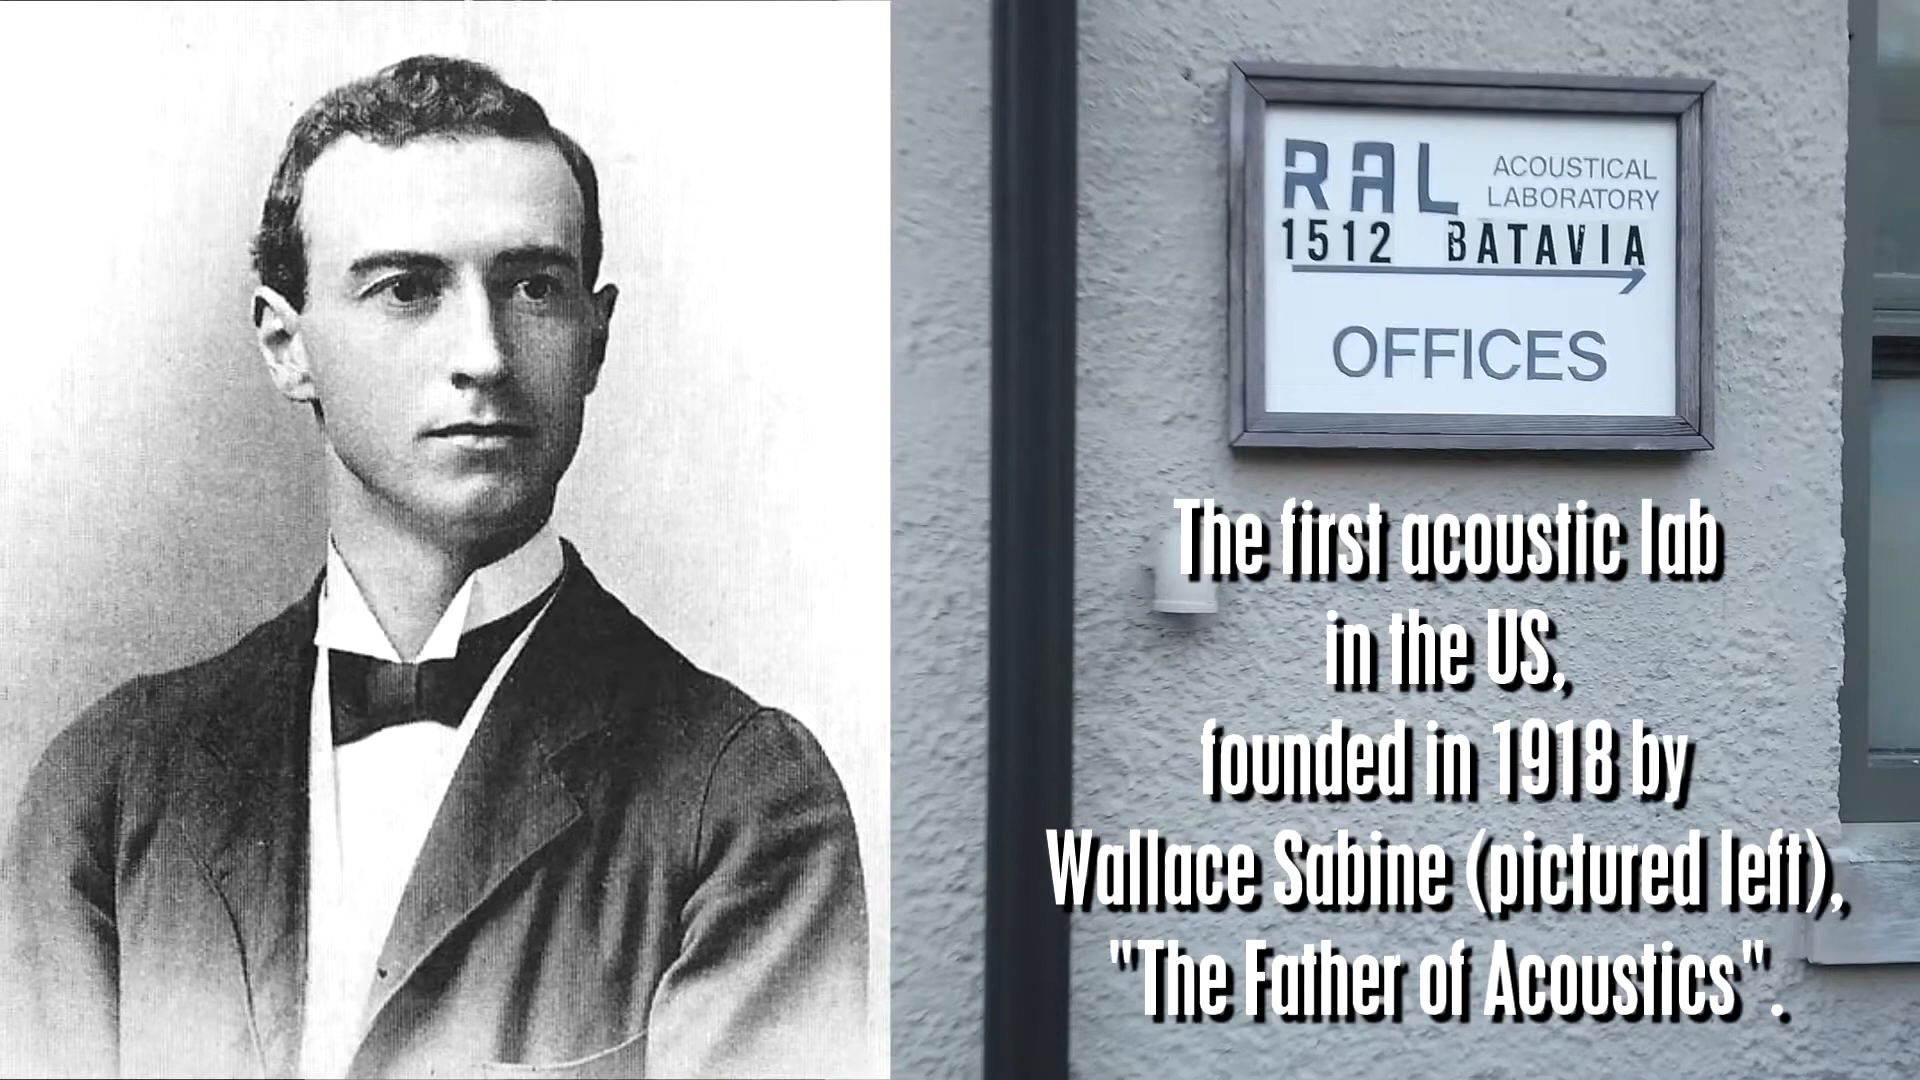 RAL ACOUSTICAL LABORATORY
1512 BATAVIA
OFFICES
The first acoustic lab
in the US,
founded in 1918 by
Wallace Sabine (pictured left),
"The Father of Acoustics".